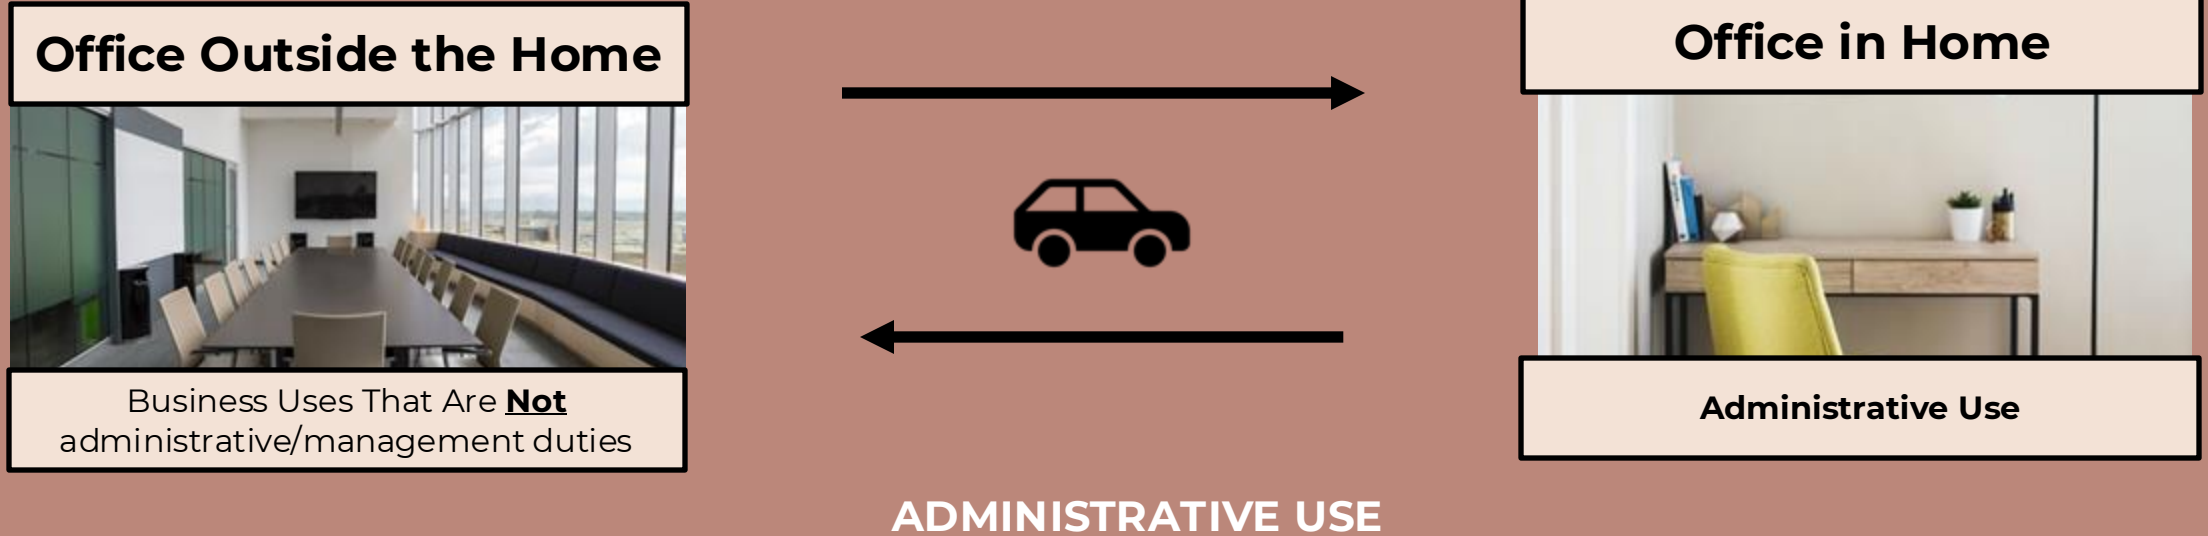 Office Outside the Home
Office in Home
Business Uses That Are Not
administrative/management duties
Administrative Use
ADMINISTRATIVE USE